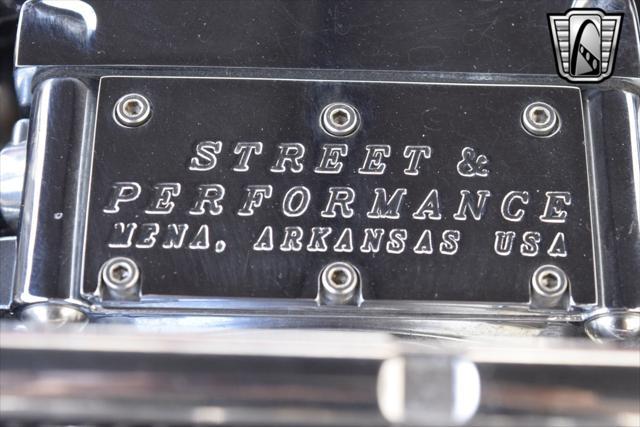 STREET &
PERFORMANCE
MENA, ARKANSAS USA